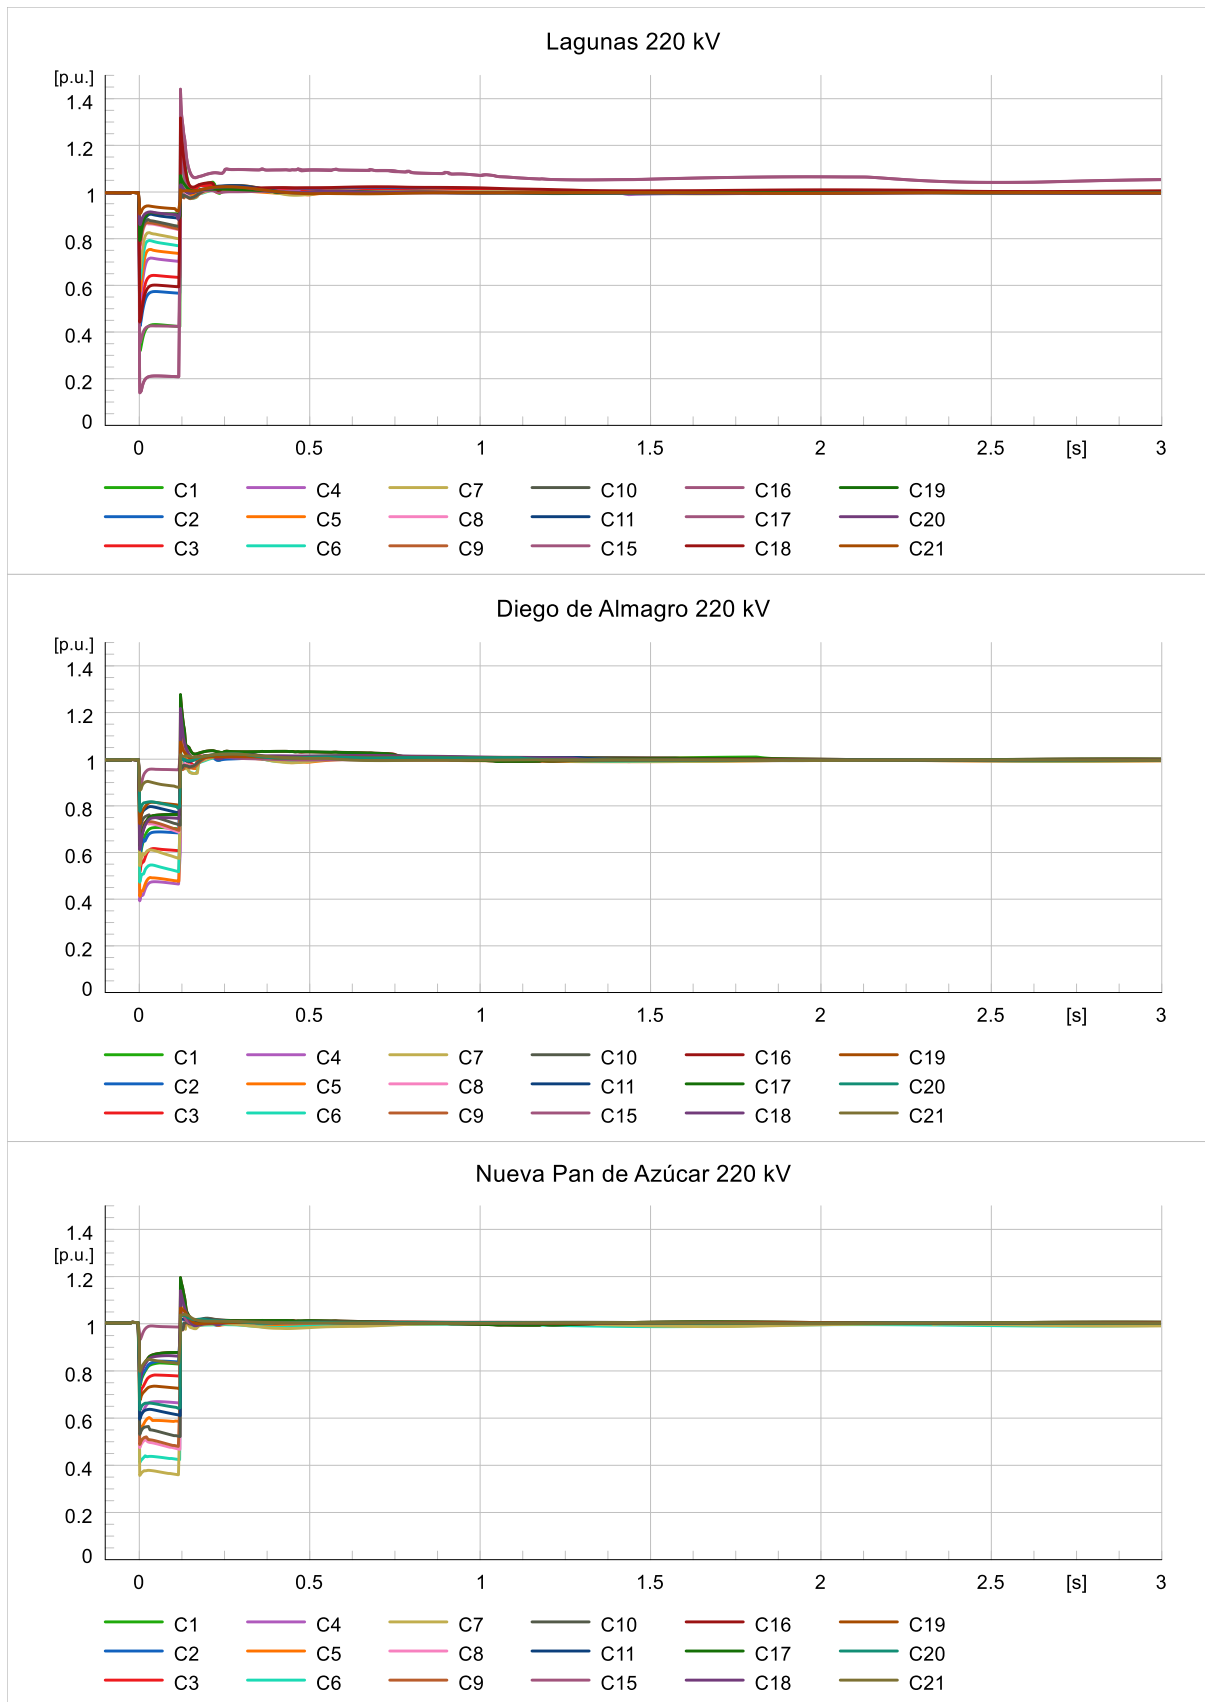 Lagunas 220 kV
[p.u.]
1.4
1.2
1
0.8
0.6
0.4
0.2
0
0 0.5 1 1.5 2 2.5 [s] 3
C1 C4 C7 C10 C16 C19
C2 C5 C8 C11 C17 C20
C3 C6 C9 C15 C18 C21
Diego de Almagro 220 kV
[p.u.]
1.4
1.2
1
0.8
0.6
0.4
0.2
0
0 0.5 1 1.5 2 2.5 [s] 3
C1 C4 C7 C10 C16 C19
C2 C5 C8 C11 C17 C20
C3 C6 C9 C15 C18 C21
Nueva Pan de Azúcar 220 kV
1.4
[p.u.]
1.2
1
0.8
0.6
0.4
0.2
0
0 0.5 1 1.5 2 2.5 [s] 3
C1 C4 C7 C10 C16 C19
C2 C5 C8 C11 C17 C20
C3 C6 C9 C15 C18 C21